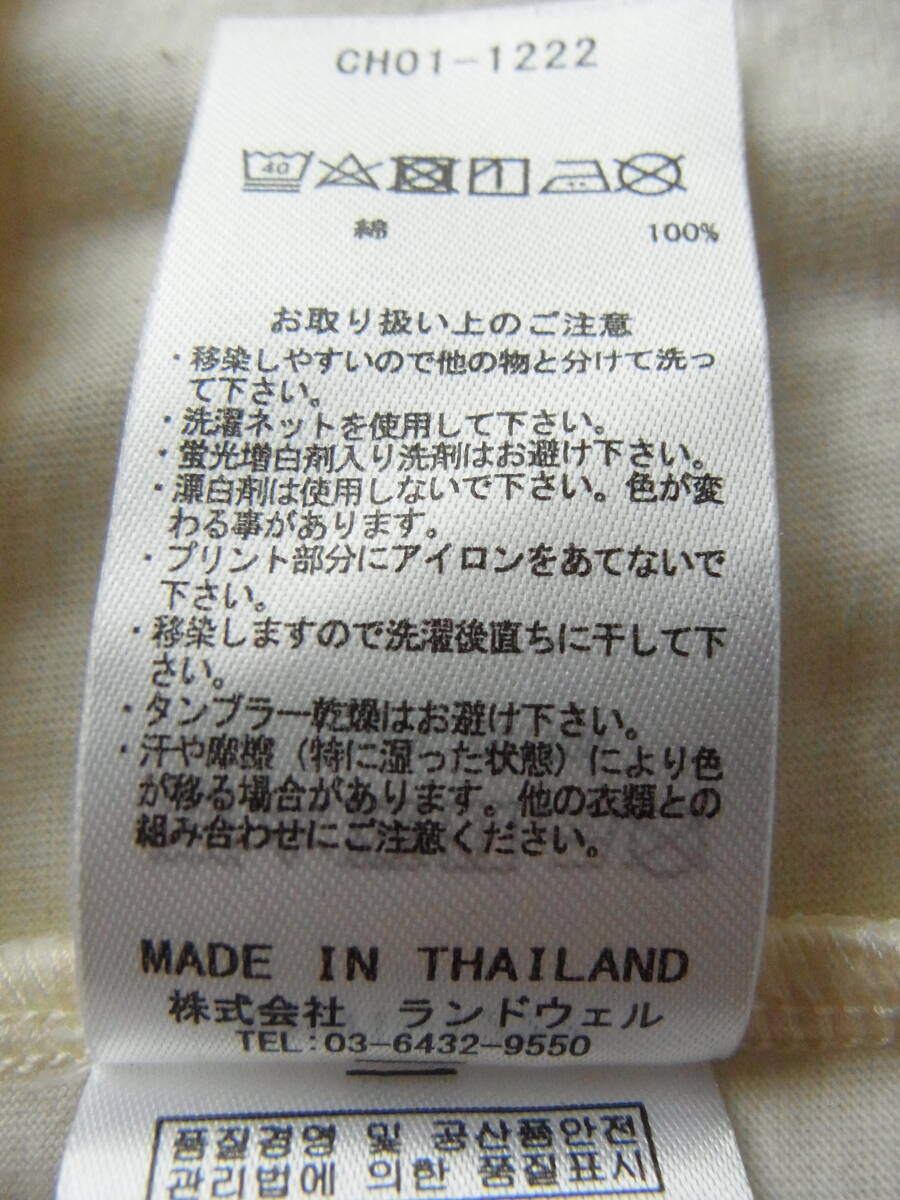 CH01-1222
40
綿 100%
お取り扱い上のご注意
・移染しやすいので他の物と分けて洗っ
て下さい。
・洗濯ネットを使用して下さい。
・蛍光増白剤入り洗剤はお避け下さい。
・漂白剤は使用しないで下さい。色が変
わる事があります。
・プリント部分にアイロンをあてないで
下さい。
・移染しますので洗濯後直ちに干して下
さい。
・タンブラー乾燥はお避け下さい。
・汗や摩擦（特に湿った状態）により色
が移る場合があります。他の衣類との
組み合わせにご注意ください。
MADE IN THAILAND
株式会社 ランドウェル
TEL:03-6432-9550
품질경영 및 공산품안전
관리법에 의한 품질표시